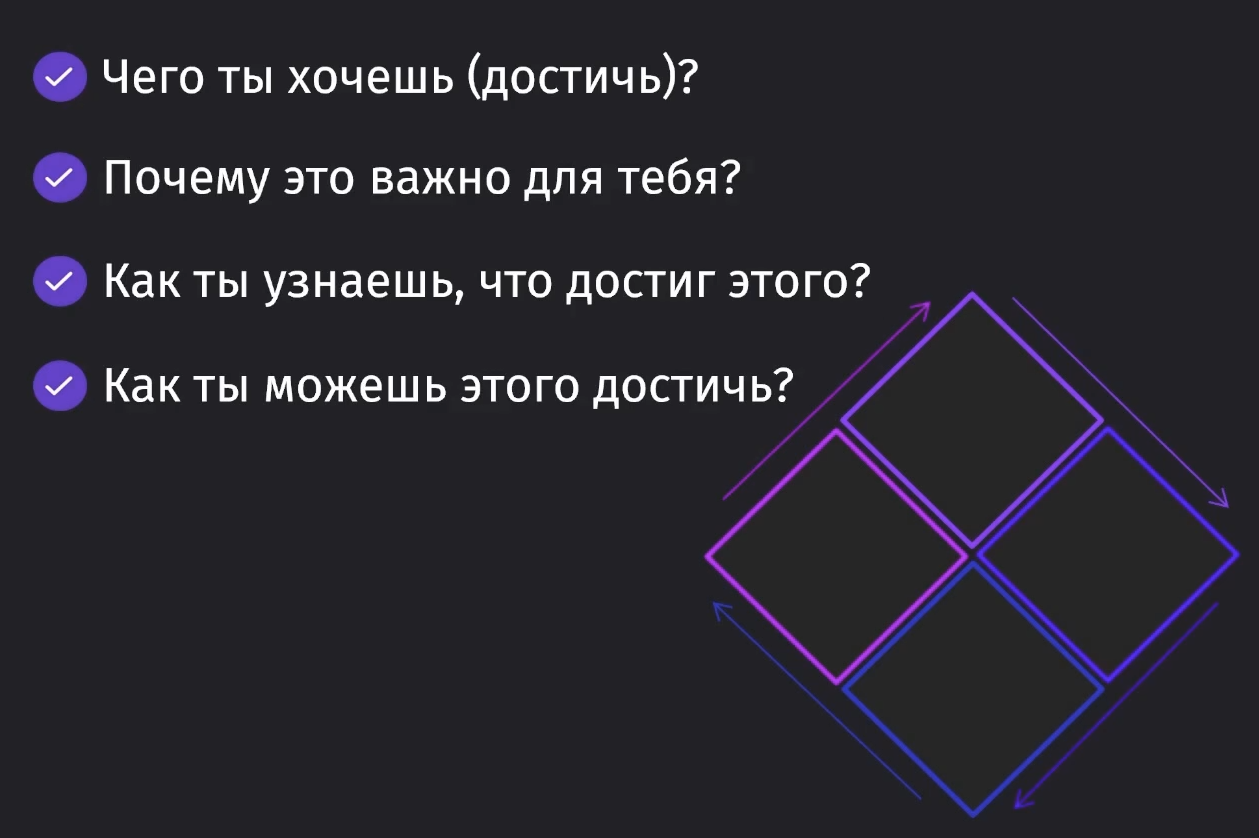 Чего ты хочешь (достичь)?
Почему это важно для тебя?
Как ты узнаешь, что достиг этого?
Как ты можешь этого достичь?